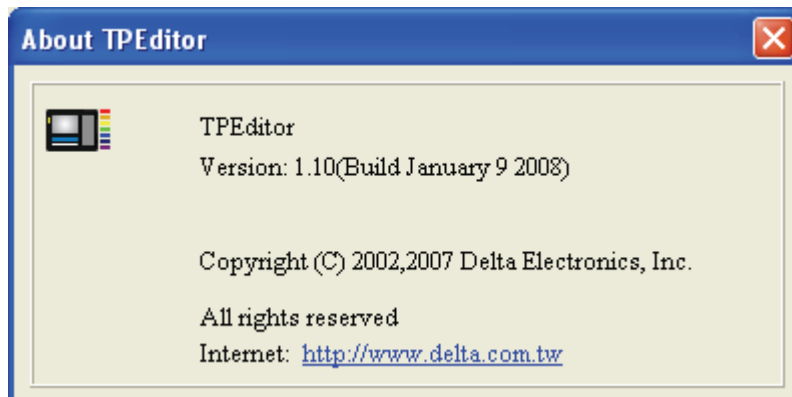 About TPEditor
TPEditor
Version: 1.10(Build January 9 2008)
Copyright (C) 2002,2007 Delta Electronics, Inc.
All rights reserved
Internet: http://www.delta.com.tw